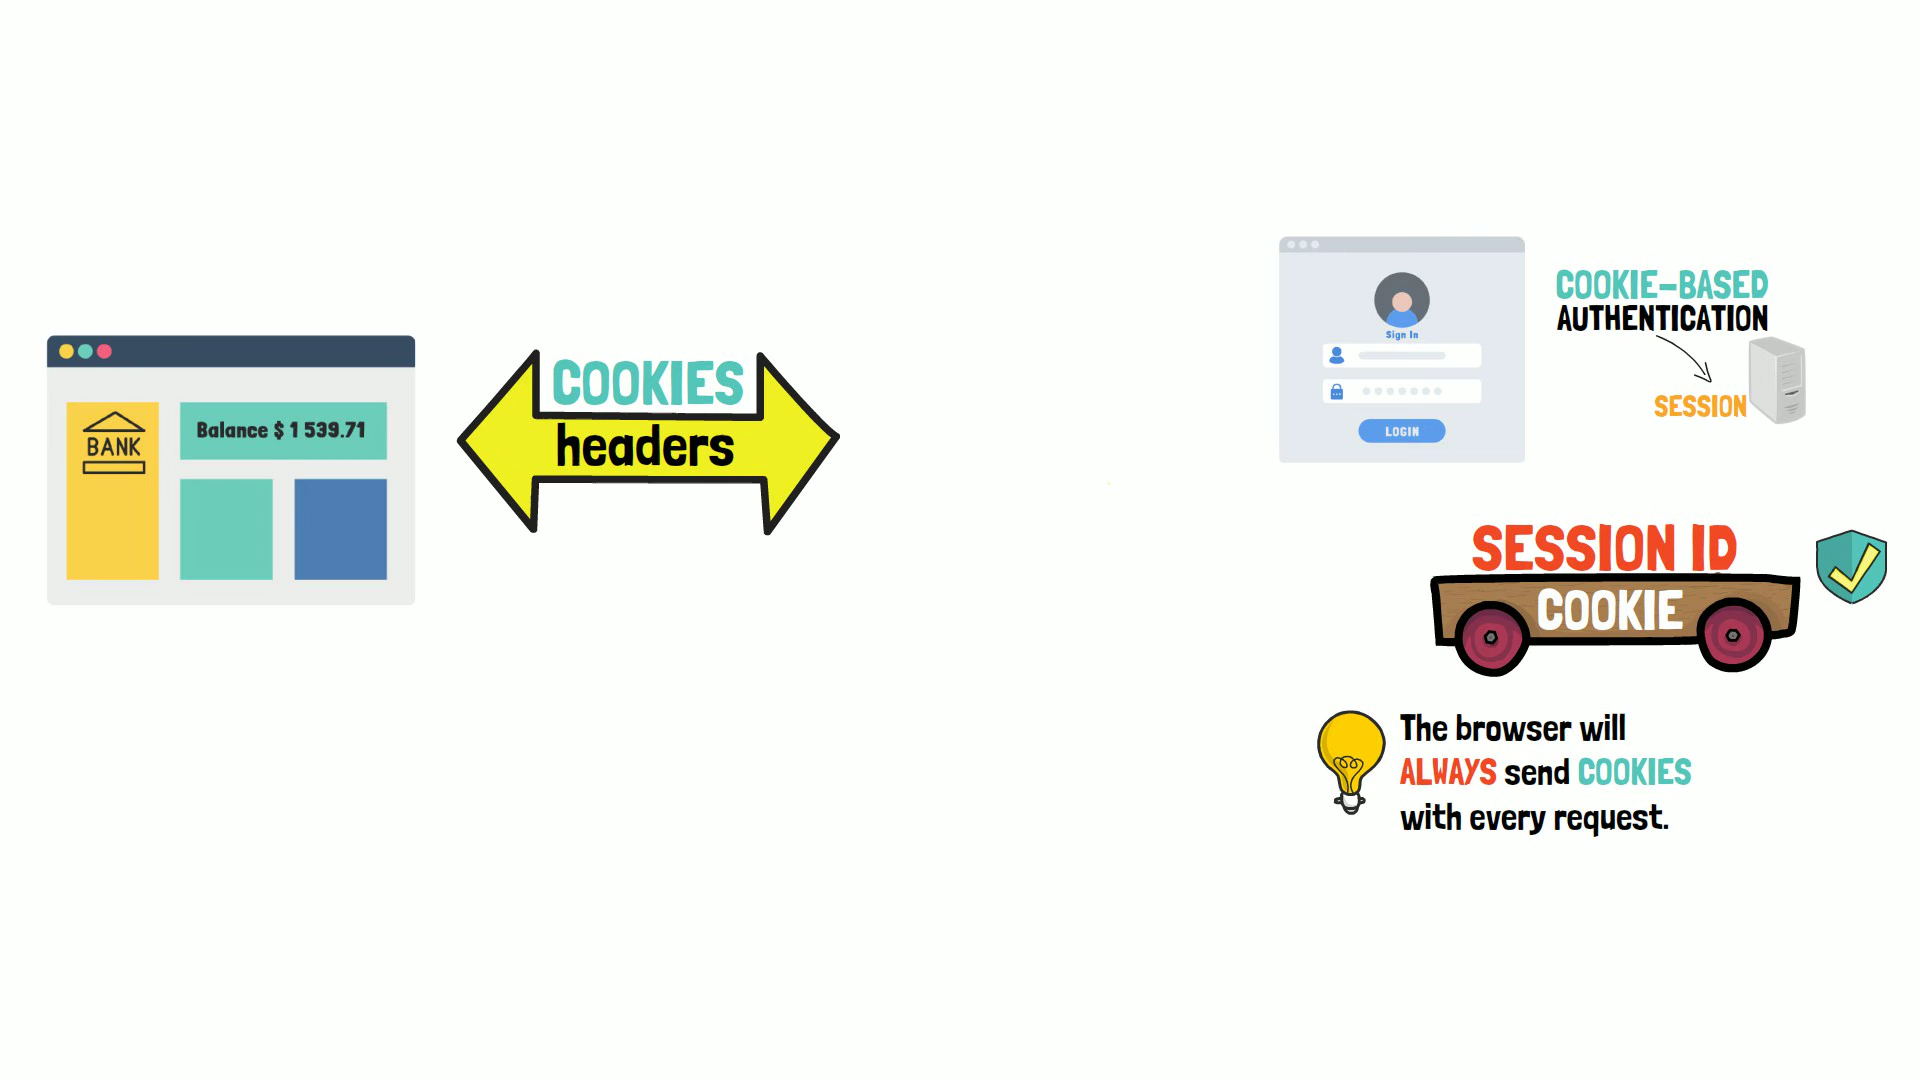 BANK
Balance $ 1 539.71
COOKIES
headers
Sign In
LOGIN
COOKIE-BASED
AUTHENTICATION
SESSION
SESSION ID
COOKIE
The browser will
ALWAYS send COOKIES
with every request.